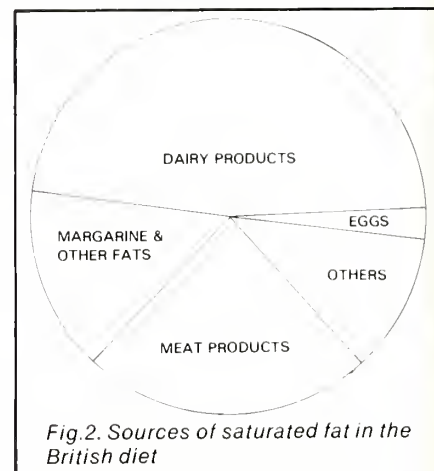 DAIRY PRODUCTS
EGGS
MARGARINE &
OTHER FATS
OTHERS
MEAT PRODUCTS
Fig.2. Sources of saturated fat in the
British diet